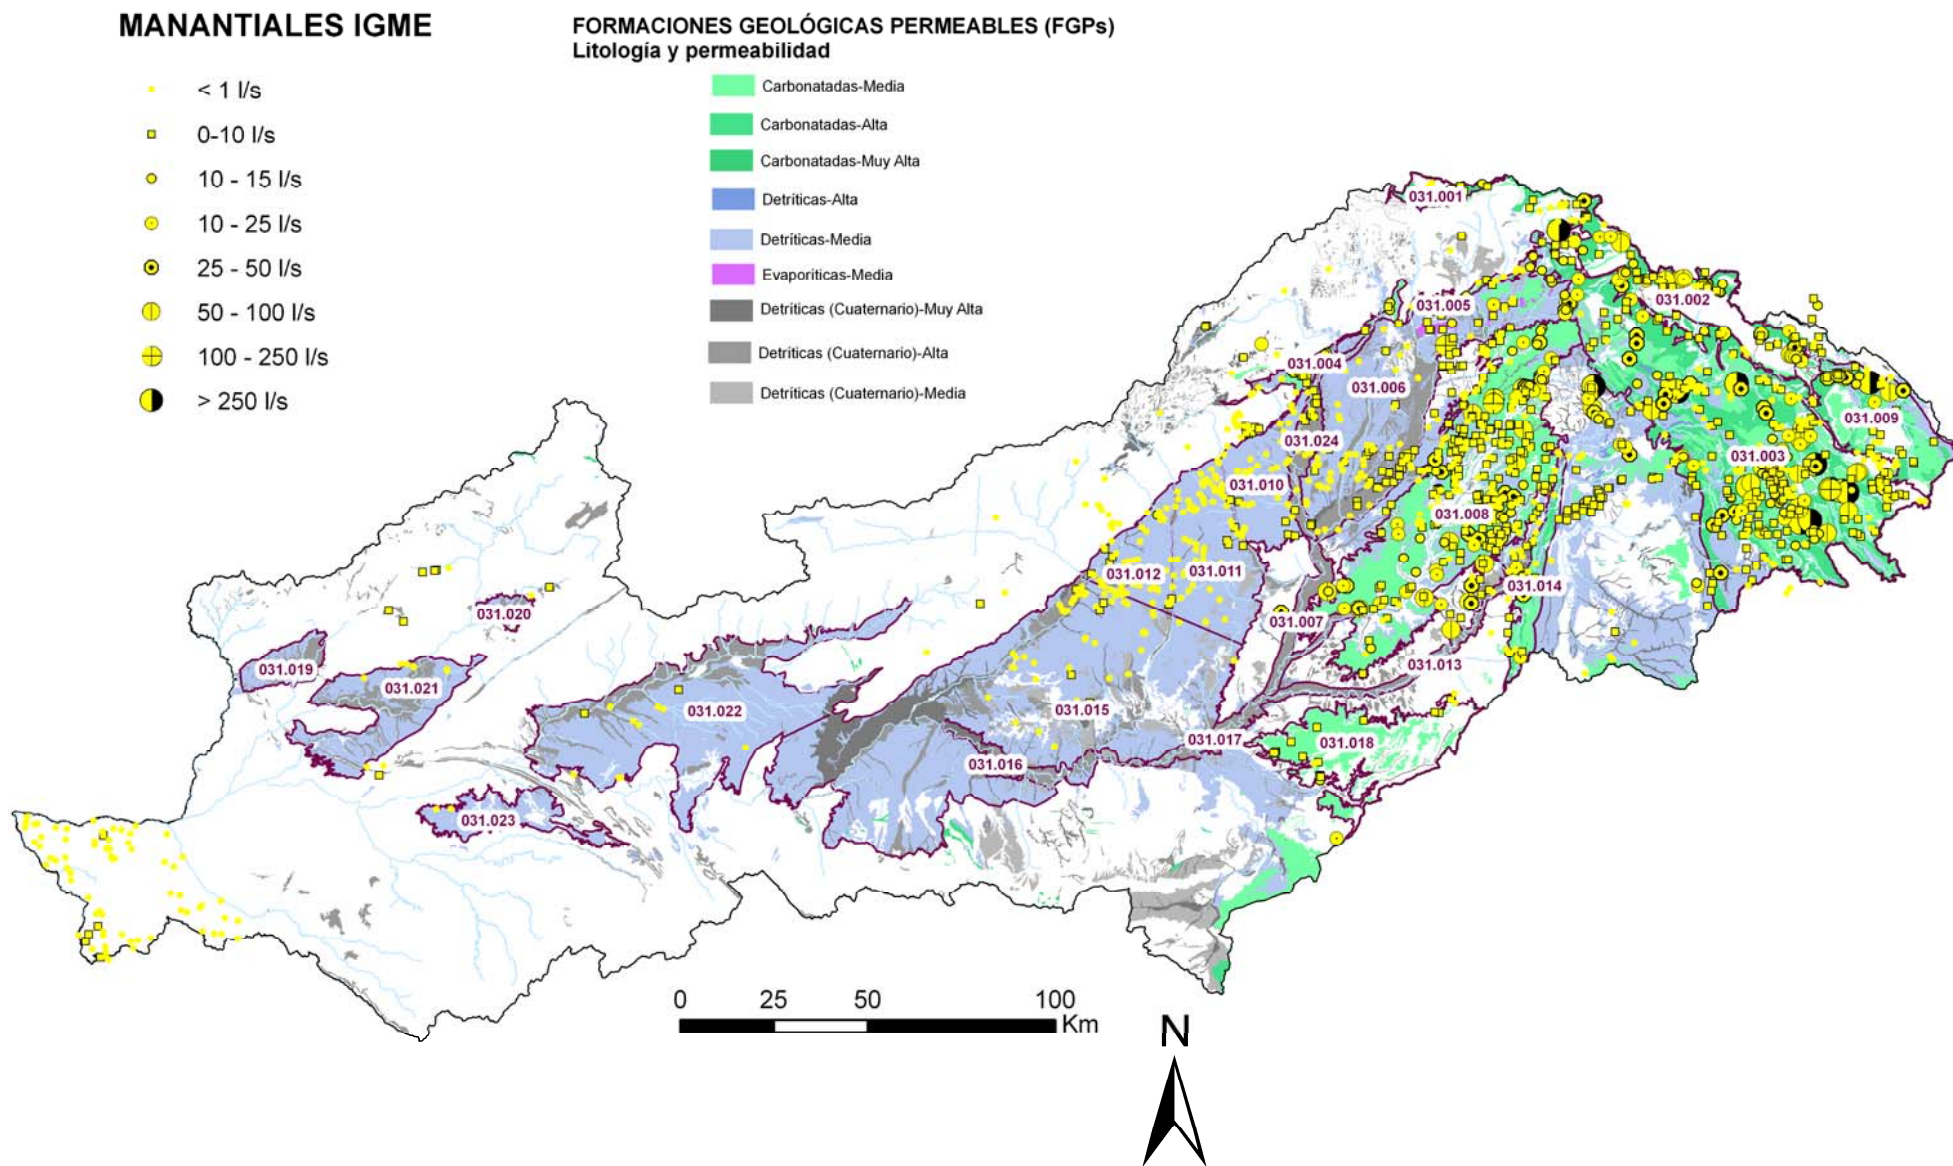 MANANTIALES IGME
< 1 l/s
0-10 l/s
10 - 15 l/s
10 - 25 l/s
25 - 50 l/s
50 - 100 l/s
100 - 250 l/s
> 250 l/s
FORMACIONES GEOLÓGICAS PERMEABLES (FGPs)
Litología y permeabilidad
Carbonatadas-Media
Carbonatadas-Alta
Carbonatadas-Muy Alta
Detríticas-Alta
Detríticas-Media
Evaporíticas-Media
Detríticas (Cuaternario)-Muy Alta
Detríticas (Cuaternario)-Alta
Detríticas (Cuaternario)-Media
031.001
031.002
031.005
031.004
031.006
031.009
031.024
031.003
031.010
031.008
031.012
031.011
031.014
031.020
031.007
031.013
031.019
031.021
031.022
031.015
031.017
031.018
031.016
031.023
0 25 50 100
Km
N